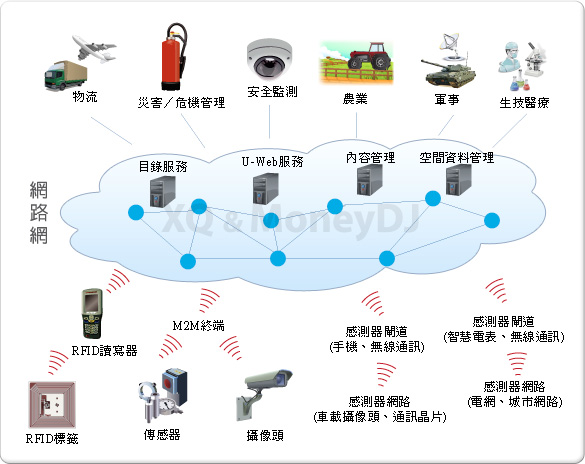 物流
災害／危機管理
安全監測
農業
軍事
生技醫療
目錄服務
U-Web服務
內容管理
空間資料管理
網路網
XQ & MoneyDJ
RFID讀寫器
M2M終端
感測器閘道
(手機、無線通訊)
感測器閘道
(智慧電表、無線通訊)
RFID標籤
傳感器
攝像頭
感測器網路
(車載攝像頭、通訊晶片)
感測器網路
(電網、城市網路)